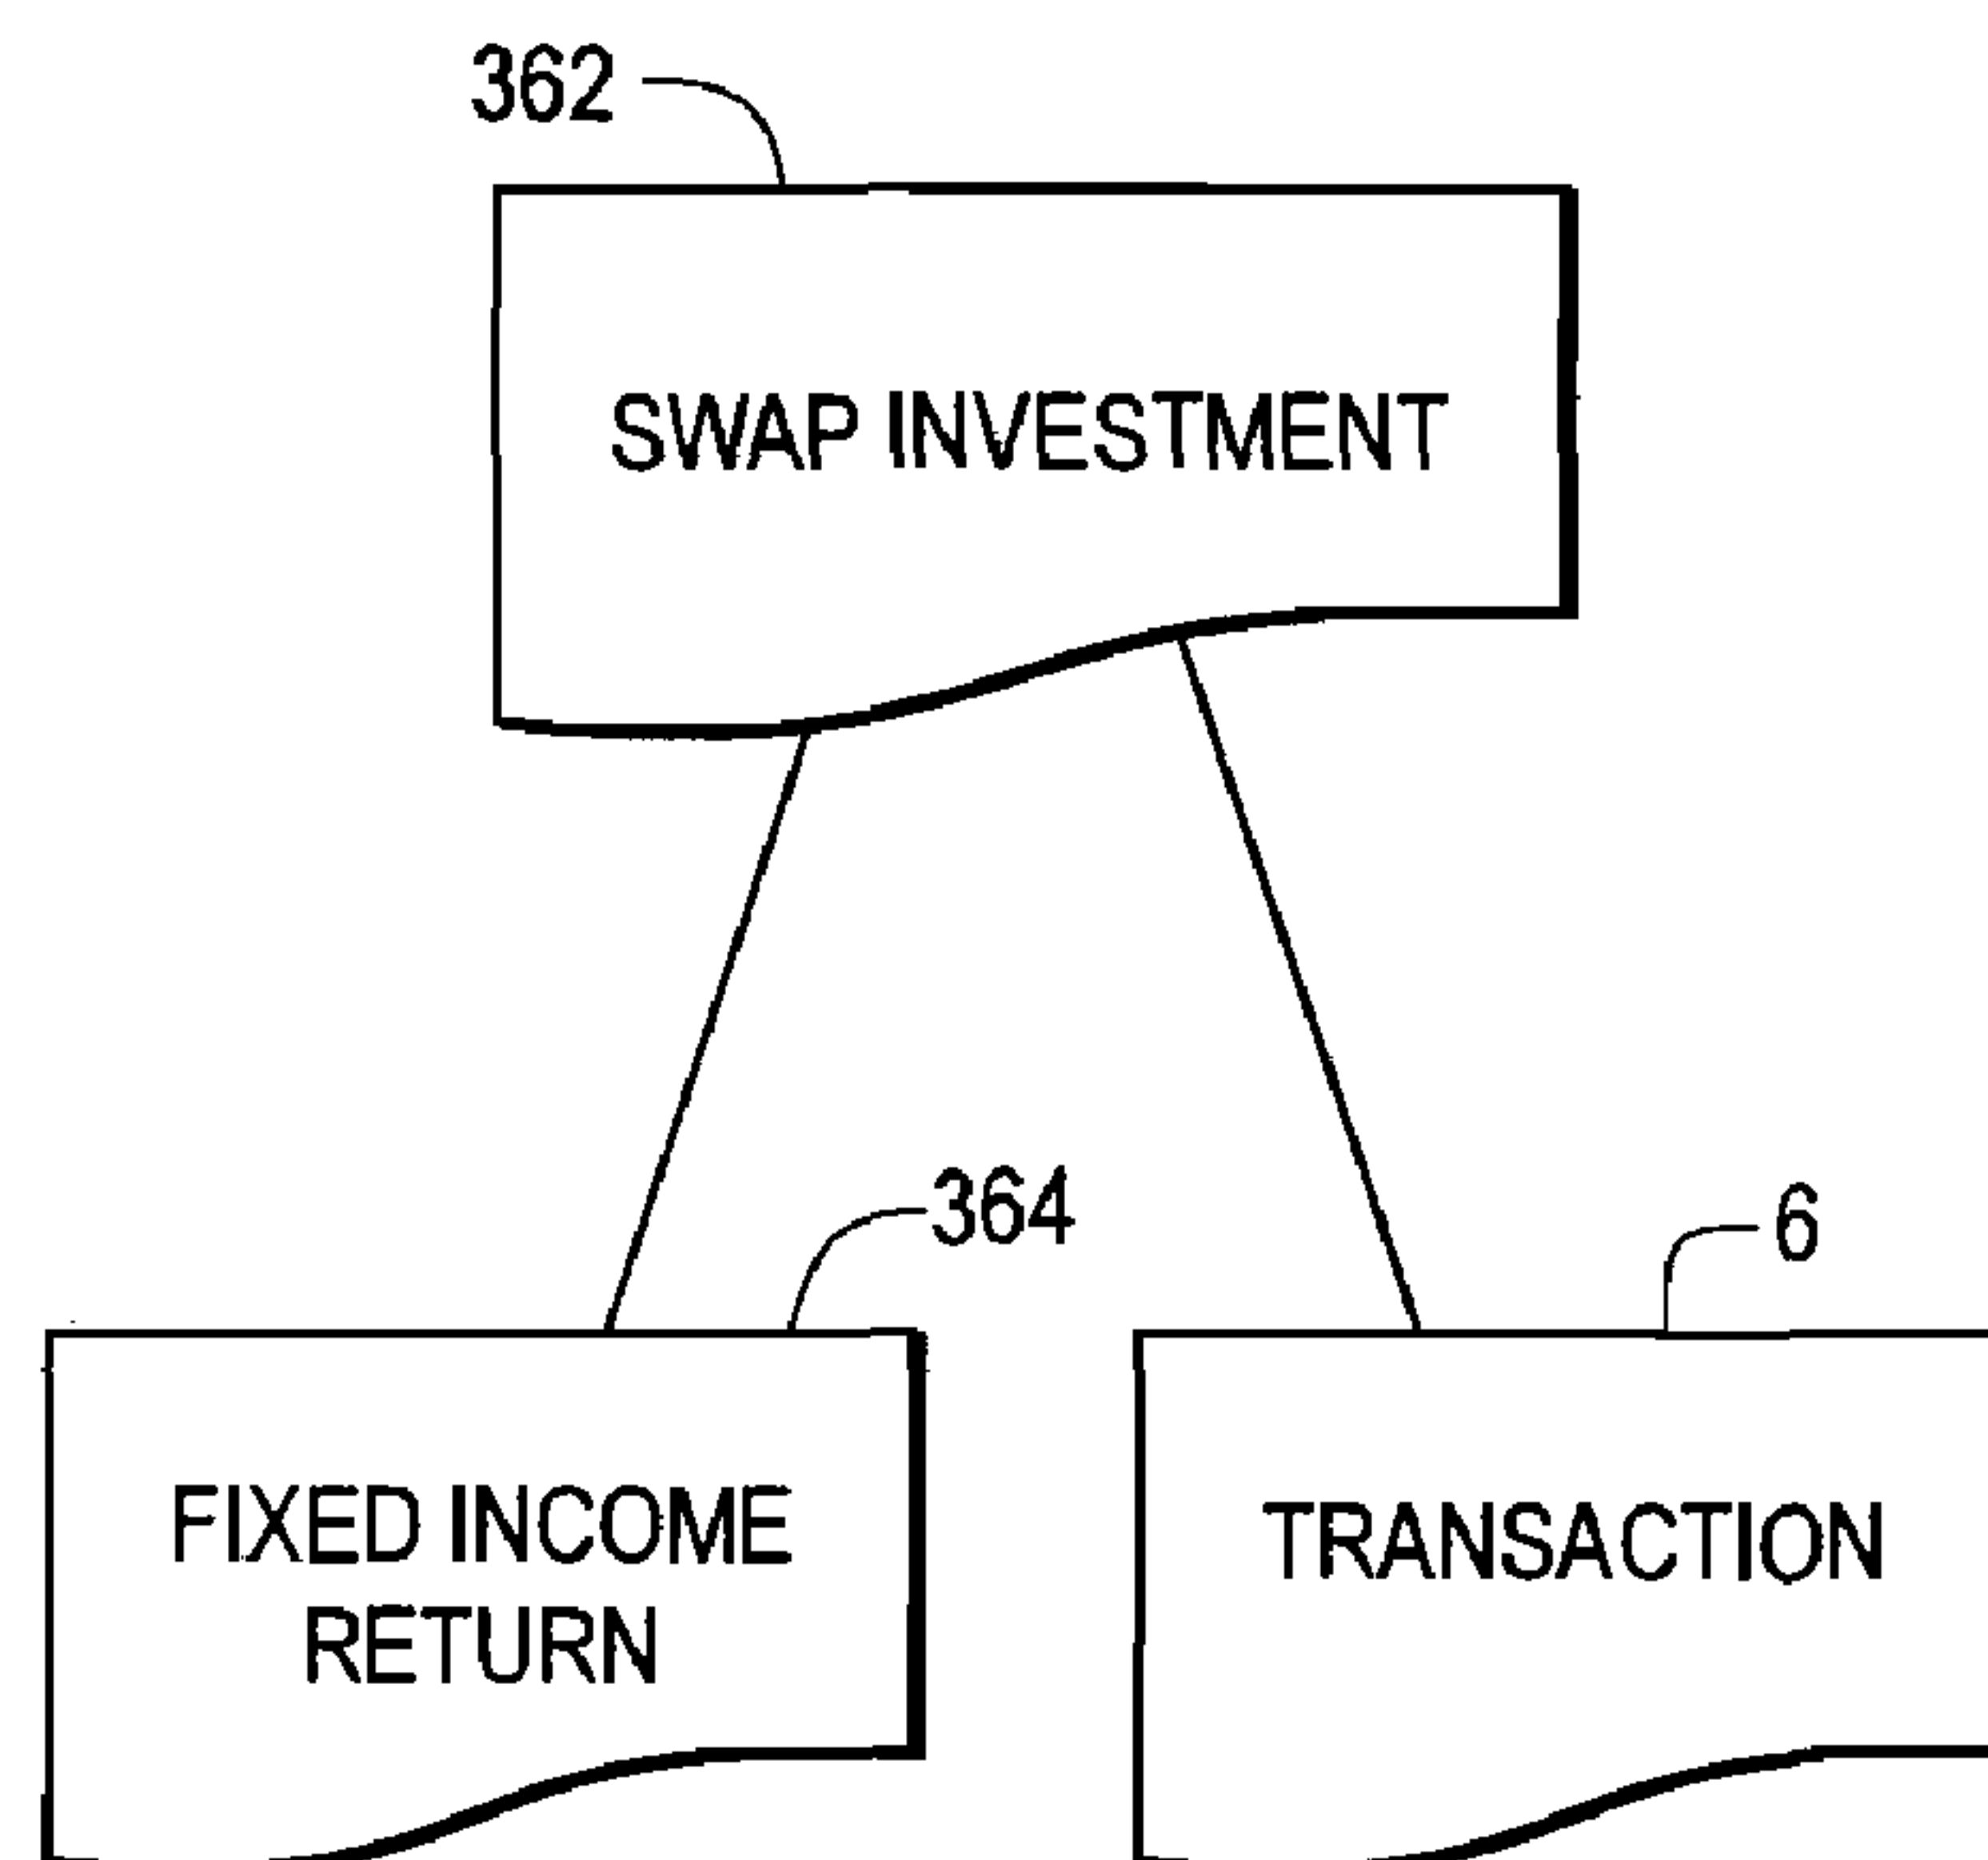 362
SWAP INVESTMENT
364
6
FIXED INCOME
RETURN
TRANSACTION